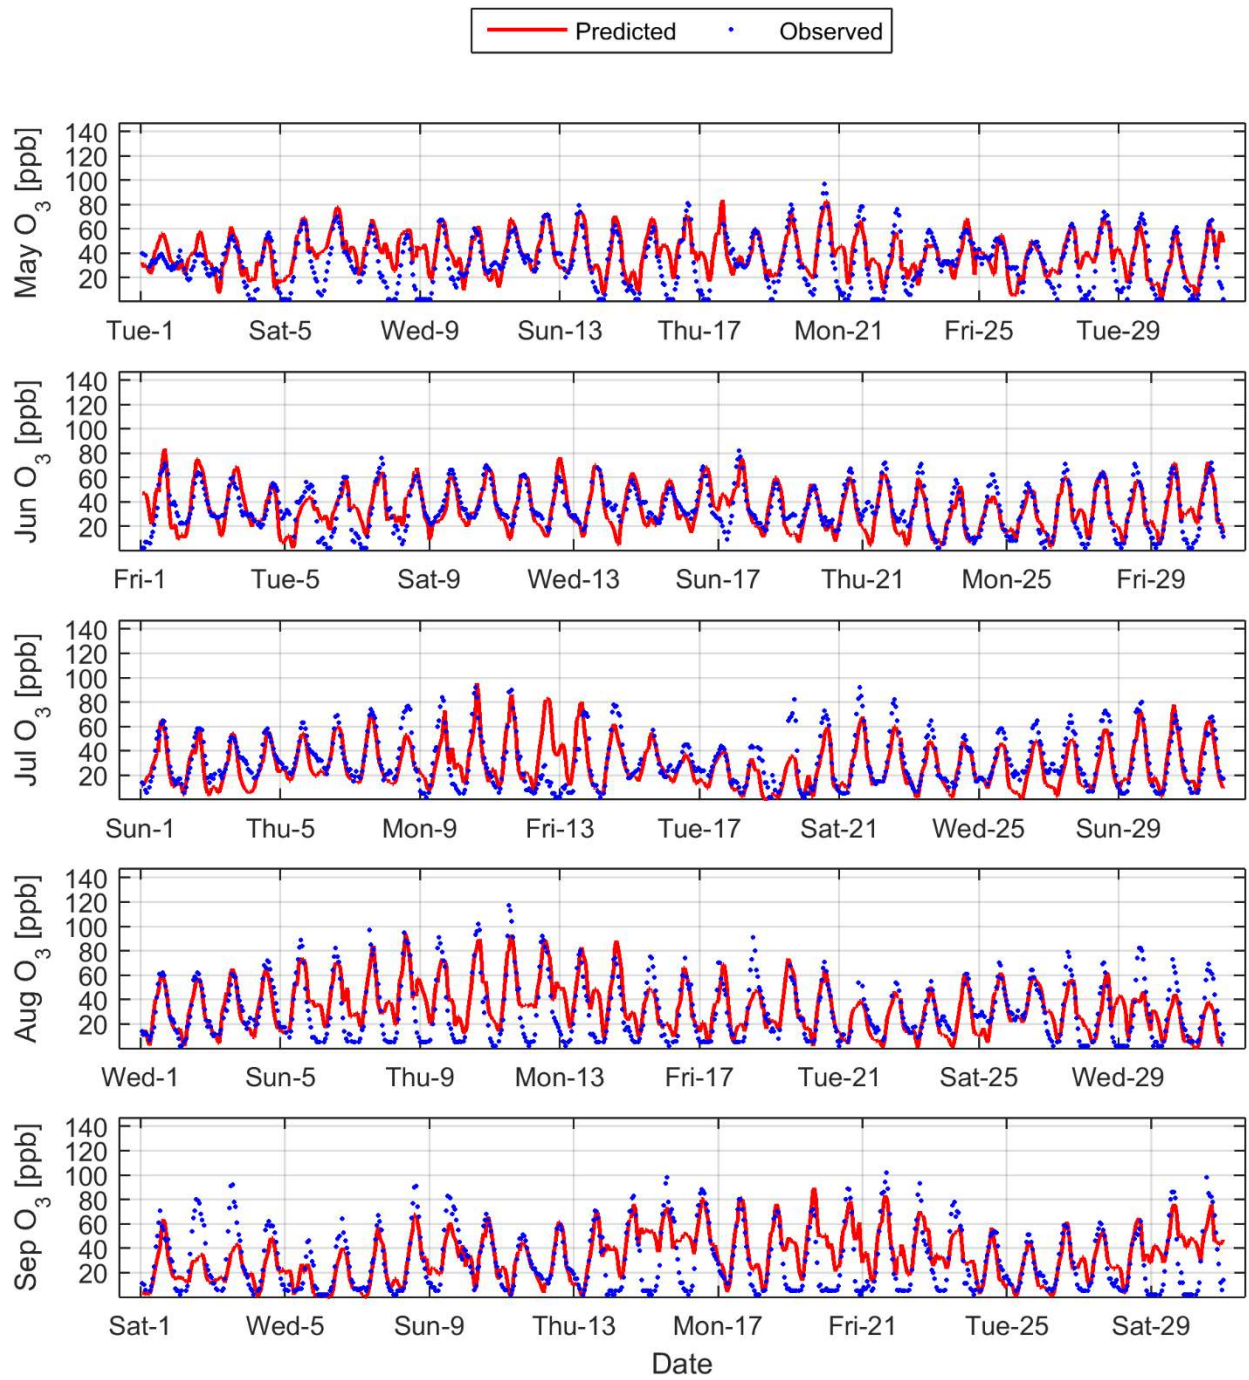 Predicted Observed
May O3 [ppb]
140
120
100
80
60
40
20
Tue-1 Sat-5 Wed-9 Sun-13 Thu-17 Mon-21 Fri-25 Tue-29
Jun O3 [ppb]
140
120
100
80
60
40
20
Fri-1 Tue-5 Sat-9 Wed-13 Sun-17 Thu-21 Mon-25 Fri-29
Jul O3 [ppb]
140
120
100
80
60
40
20
Sun-1 Thu-5 Mon-9 Fri-13 Tue-17 Sat-21 Wed-25 Sun-29
Aug O3 [ppb]
140
120
100
80
60
40
20
Wed-1 Sun-5 Thu-9 Mon-13 Fri-17 Tue-21 Sat-25 Wed-29
Sep O3 [ppb]
140
120
100
80
60
40
20
Sat-1 Wed-5 Sun-9 Thu-13 Mon-17 Fri-21 Tue-25 Sat-29
Date